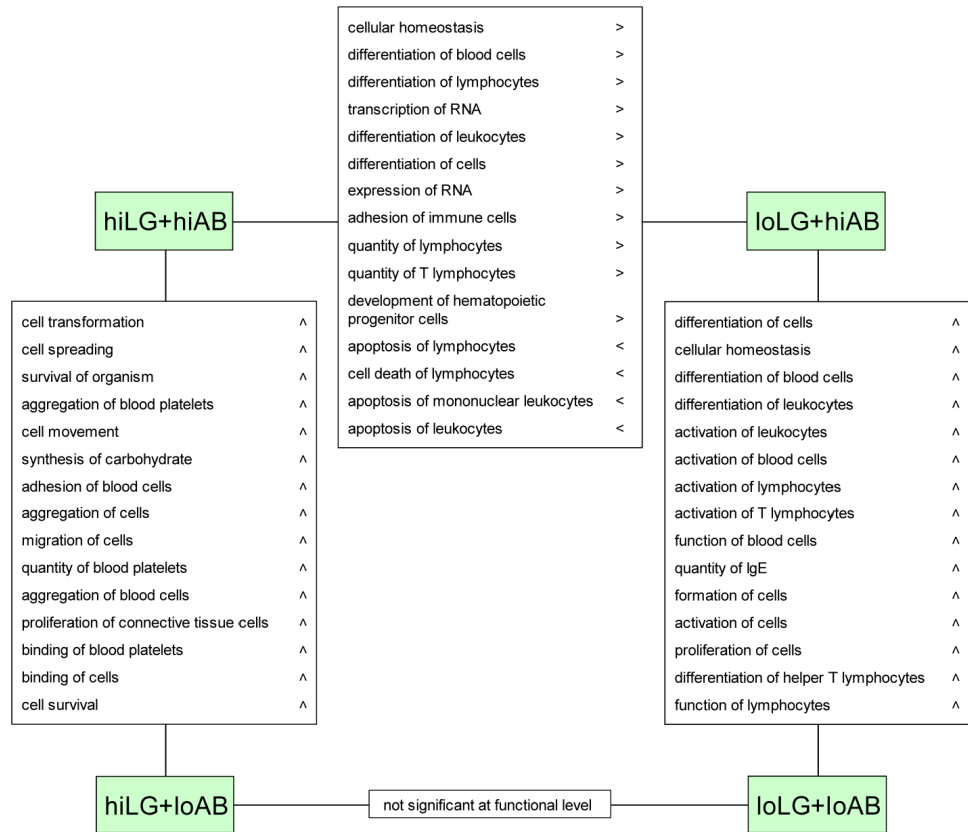 cellular homeostasis >
differentiation of blood cells >
differentiation of lymphocytes >
transcription of RNA >
differentiation of leukocytes >
differentiation of cells >
expression of RNA >
adhesion of immune cells >
quantity of lymphocytes >
quantity of T lymphocytes >
development of hematopoietic
progenitor cells >
apoptosis of lymphocytes <
cell death of lymphocytes <
apoptosis of mononuclear leukocytes <
apoptosis of leukocytes <
hiLG+hiAB
loLG+hiAB
cell transformation ^
cell spreading ^
survival of organism ^
aggregation of blood platelets ^
cell movement ^
synthesis of carbohydrate ^
adhesion of blood cells ^
aggregation of cells ^
migration of cells ^
quantity of blood platelets ^
aggregation of blood cells ^
proliferation of connective tissue cells ^
binding of blood platelets ^
binding of cells ^
cell survival ^
differentiation of cells ^
cellular homeostasis ^
differentiation of blood cells ^
differentiation of leukocytes ^
activation of leukocytes ^
activation of blood cells ^
activation of lymphocytes ^
activation of T lymphocytes ^
function of blood cells ^
quantity of IgE ^
formation of cells ^
activation of cells ^
proliferation of cells ^
differentiation of helper T lymphocytes ^
function of lymphocytes ^
hiLG+loAB
not significant at functional level
loLG+loAB